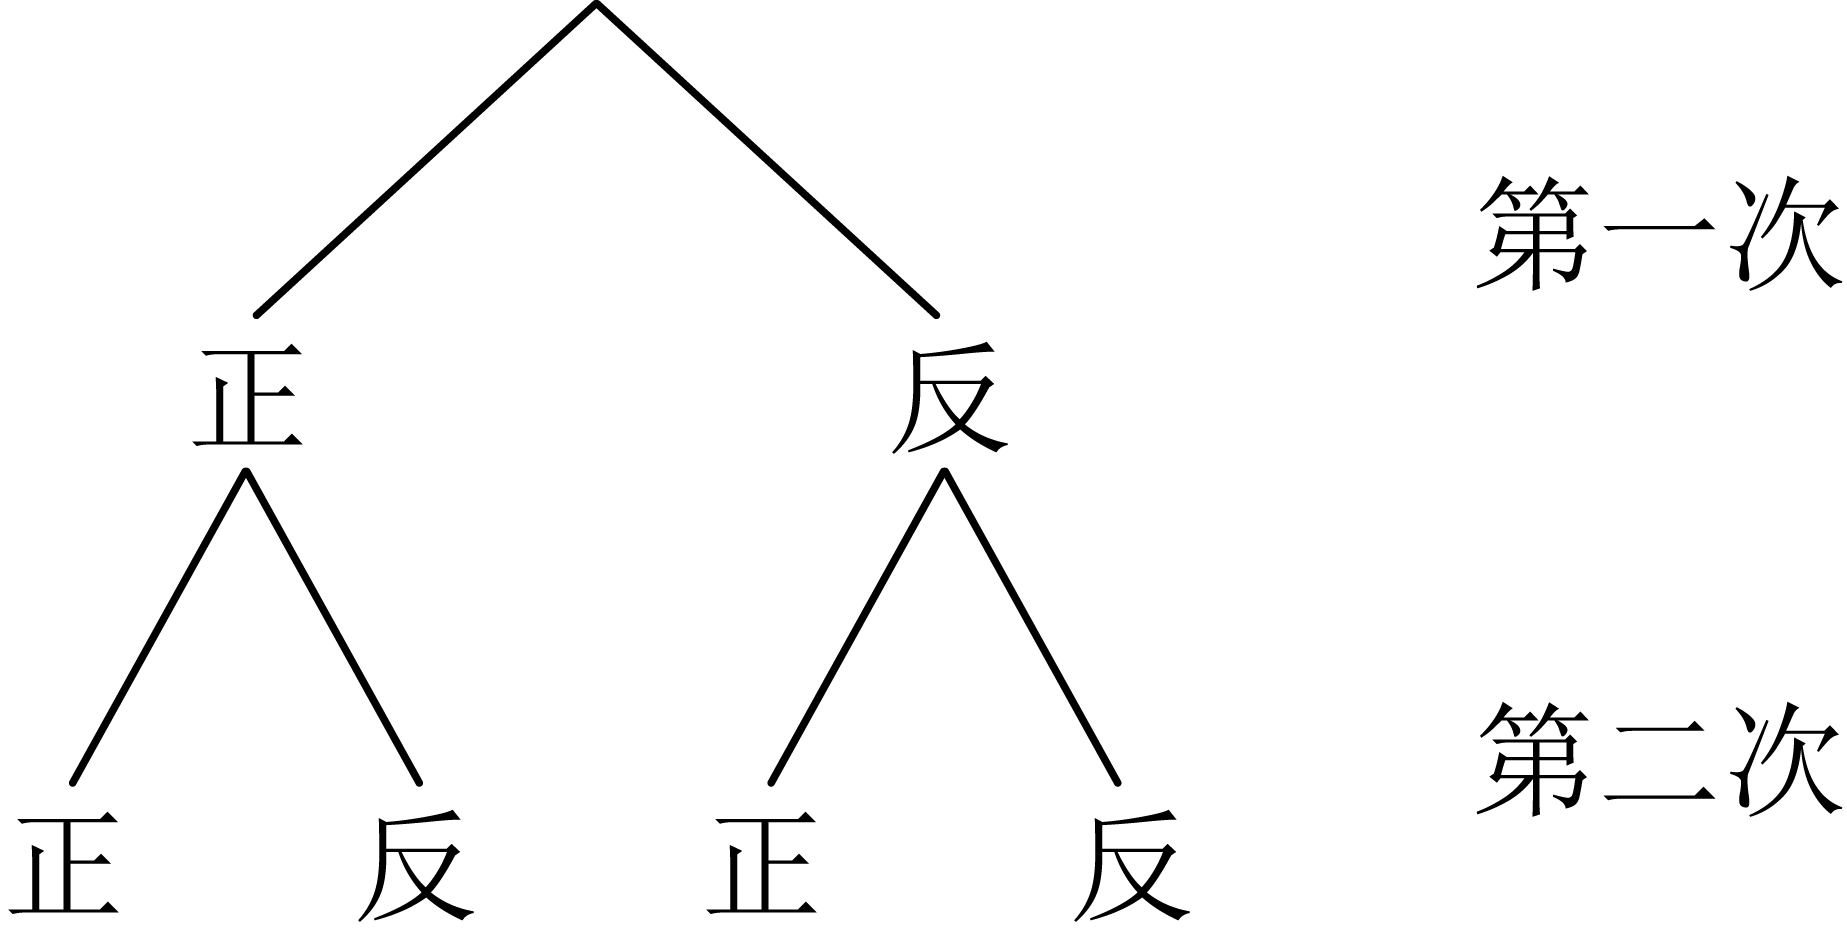 第一次
正 反
第二次
正 反 正 反